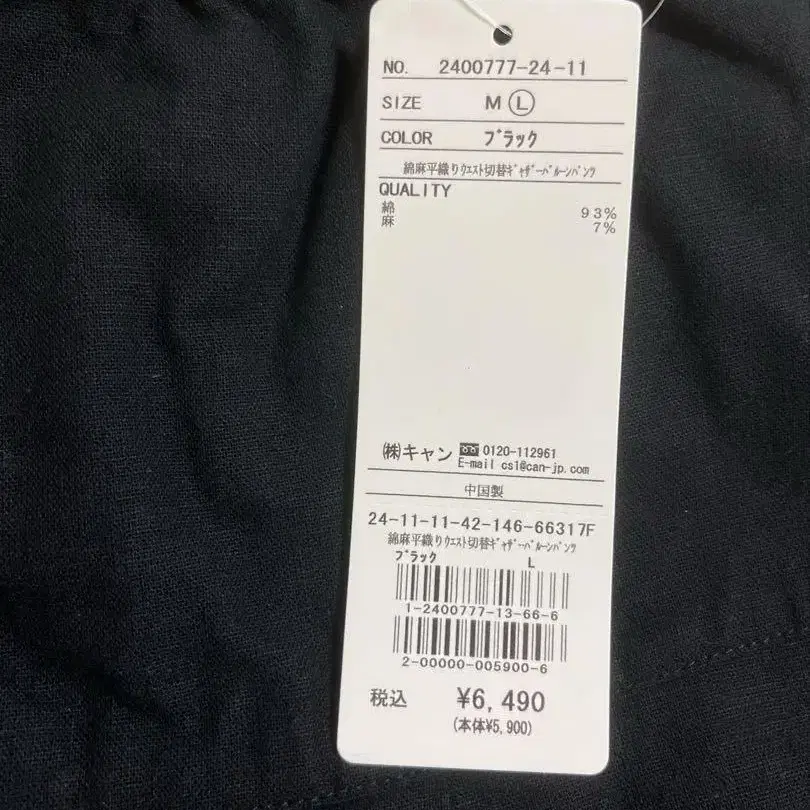 NO. 2400777-24-11
SIZE M Ⓛ
COLOR ﾌﾞﾗｯｸ
綿麻平織りｳｴｽﾄ切替ｷﾞｬｻﾞｰﾊﾞﾙｰﾝﾊﾟﾝﾂ
QUALITY
綿 93%
麻 7%
㈱キャン 0120-112961
E-mail cs1@can-jp.com
中国製
24-11-11-42-146-66317F
綿麻平織りｳｴｽﾄ切替ｷﾞｬｻﾞｰﾊﾞﾙｰﾝﾊﾟﾝﾂ
ﾌﾞﾗｯｸ L
1-2400777-13-66-6
2-00000-005900-6
税込 ¥6,490
(本体¥5,900)